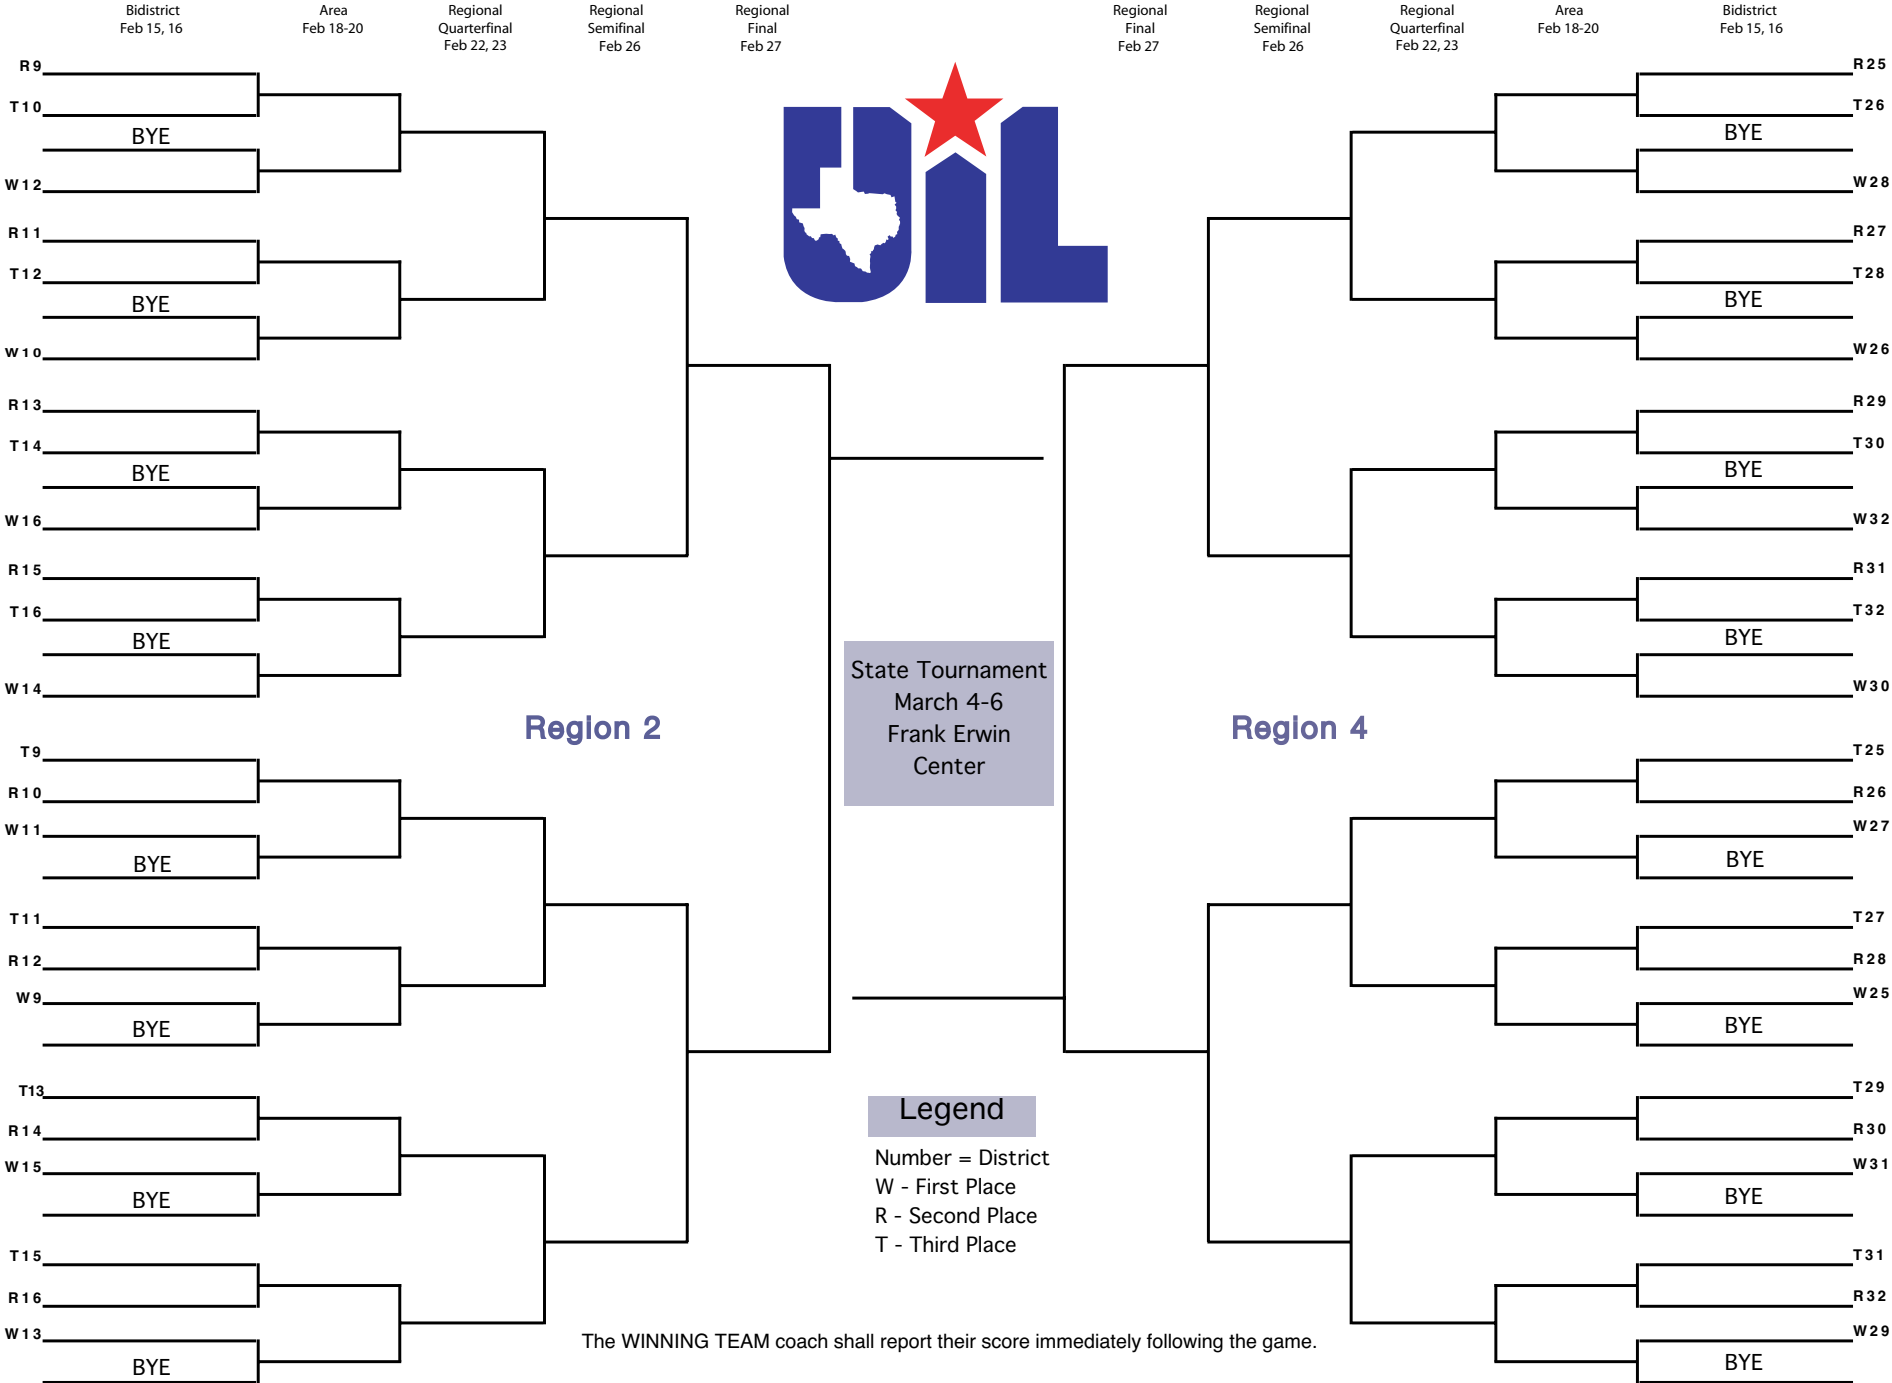 Bidistrict
Feb 15, 16
Area
Feb 18-20
Regional
Quarterfinal
Feb 22, 23
Regional
Semifinal
Feb 26
Regional
Final
Feb 27
Regional
Final
Feb 27
Regional
Semifinal
Feb 26
Regional
Quarterfinal
Feb 22, 23
Area
Feb 18-20
Bidistrict
Feb 15, 16
R9
T10
BYE
W12
R11
T12
BYE
W10
R13
T14
BYE
W16
R15
T16
BYE
W14
Region 2
T9
R10
W11
BYE
T11
R12
W9
BYE
T13
R14
W15
BYE
T15
R16
W13
BYE
UIL
State Tournament
March 4-6
Frank Erwin
Center
Legend
Number = District
W - First Place
R - Second Place
T - Third Place
The WINNING TEAM coach shall report their score immediately following the game.
R25
T26
BYE
W28
R27
T28
BYE
W26
R29
T30
BYE
W32
R31
T32
BYE
W30
Region 4
T25
R26
W27
BYE
T27
R28
W25
BYE
T29
R30
W31
BYE
T31
R32
W29
BYE